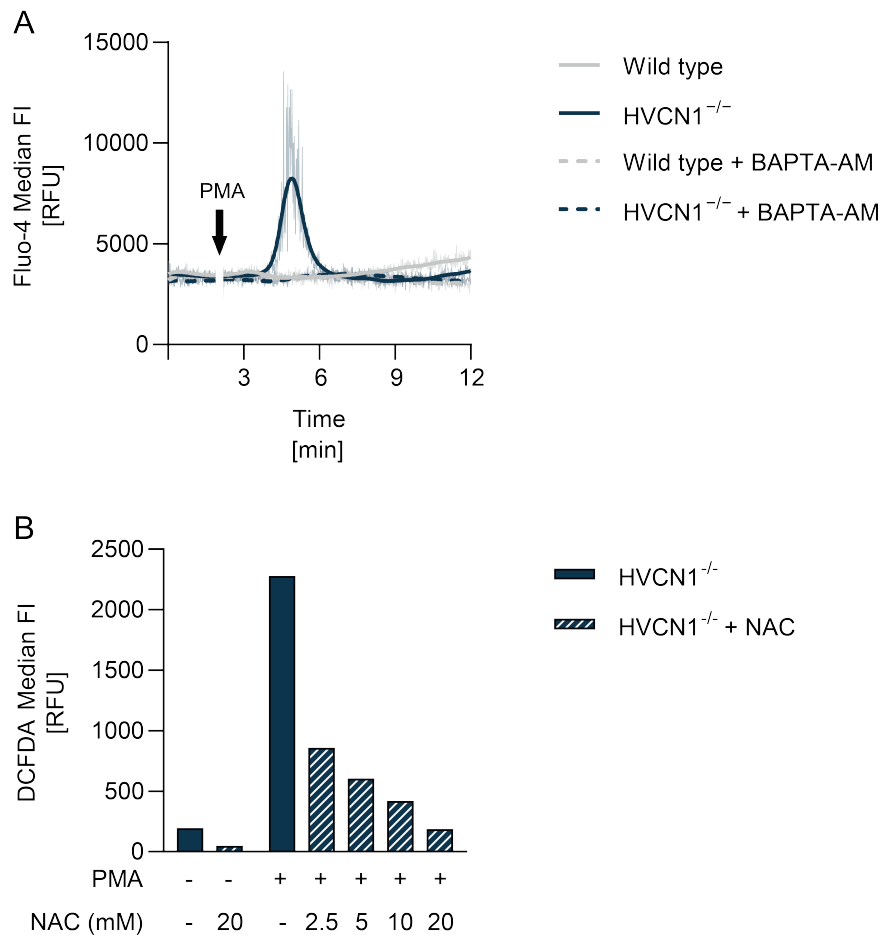 A
15000
10000
5000
0
Fluo-4 Median FI
[RFU]
PMA
3 6 9 12
Time
[min]
Wild type
HVCN1⁻/⁻
Wild type + BAPTA-AM
HVCN1⁻/⁻ + BAPTA-AM
B
2500
2000
1500
1000
500
0
DCFDA Median FI
[RFU]
PMA - - + + + + +
NAC (mM) - 20 - 2.5 5 10 20
HVCN1⁻/⁻
HVCN1⁻/⁻ + NAC